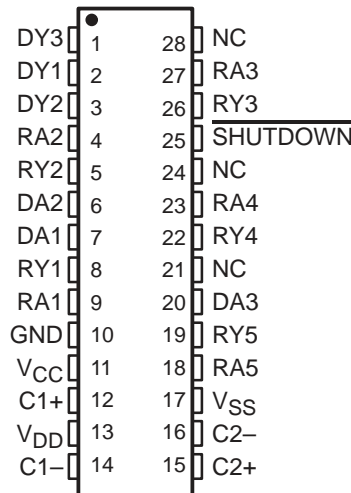 DY3 1 28 NC
DY1 2 27 RA3
DY2 3 26 RY3
RA2 4 25 SHUTDOWN
RY2 5 24 NC
DA2 6 23 RA4
DA1 7 22 RY4
RY1 8 21 NC
RA1 9 20 DA3
GND 10 19 RY5
VCC 11 18 RA5
C1+ 12 17 VSS
VDD 13 16 C2–
C1– 14 15 C2+